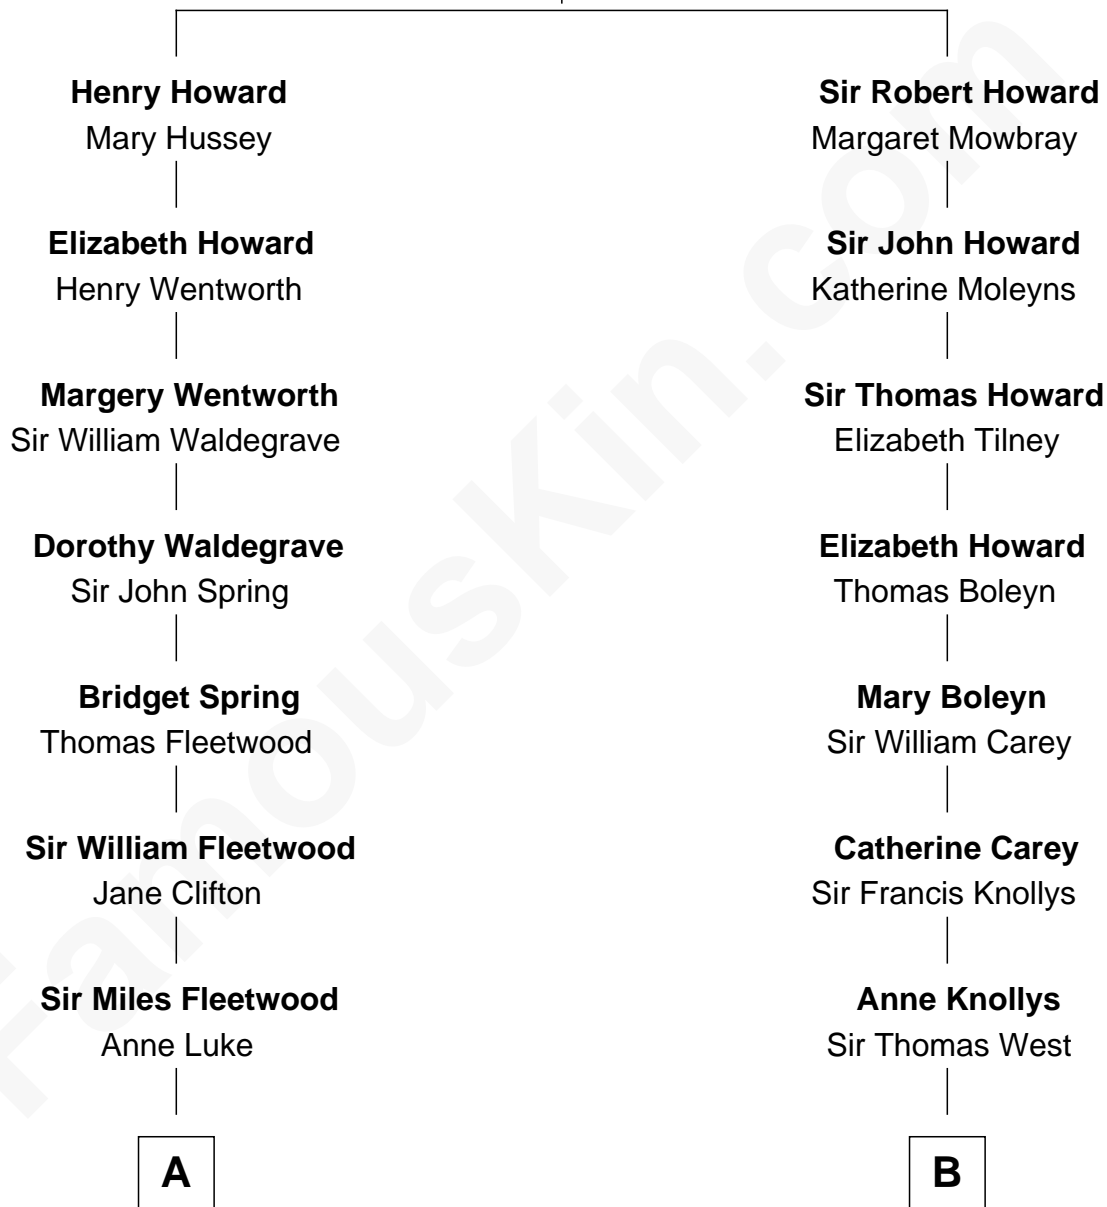 Henry Howard
Mary Hussey
Elizabeth Howard
Henry Wentworth
Margery Wentworth
Sir William Waldegrave
Dorothy Waldegrave
Sir John Spring
Bridget Spring
Thomas Fleetwood
Sir William Fleetwood
Jane Clifton
Sir Miles Fleetwood
Anne Luke
A
Sir Robert Howard
Margaret Mowbray
Sir John Howard
Katherine Moleyns
Sir Thomas Howard
Elizabeth Tilney
Elizabeth Howard
Thomas Boleyn
Mary Boleyn
Sir William Carey
Catherine Carey
Sir Francis Knollys
Anne Knollys
Sir Thomas West
B
FamousKin.com